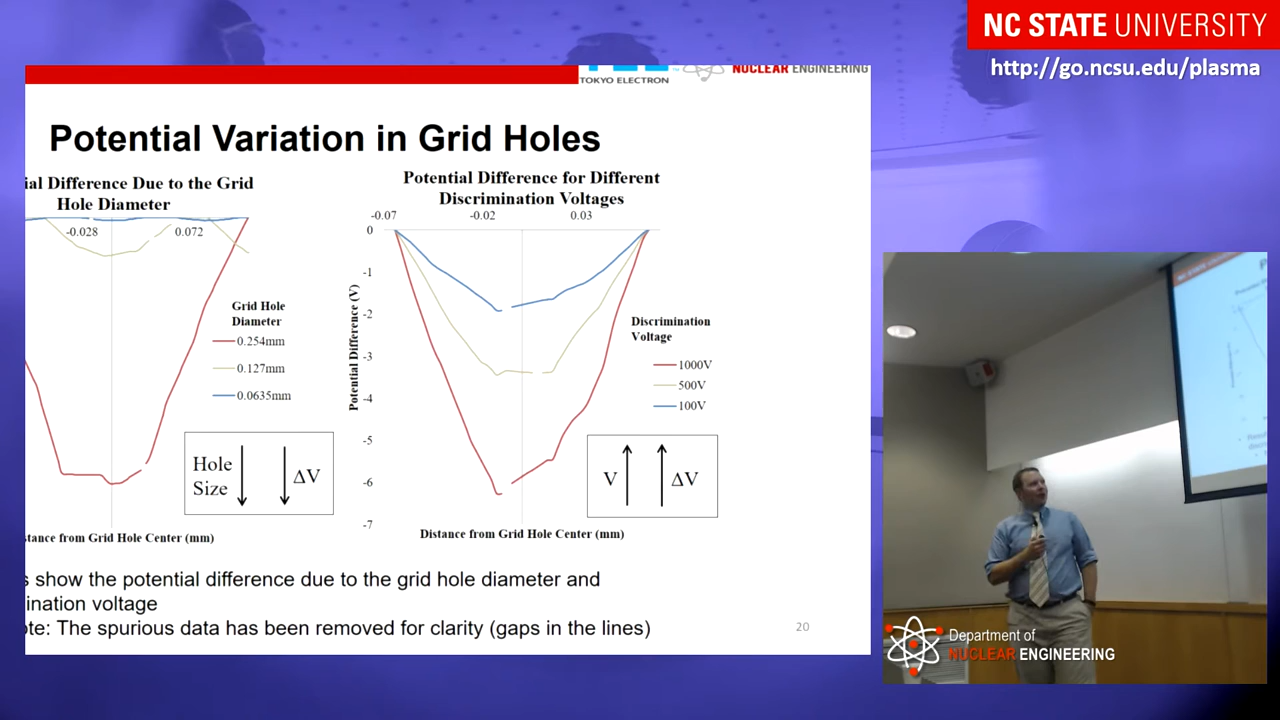 NC STATE UNIVERSITY
http://go.ncsu.edu/plasma
TOKYO ELECTRON
NUCLEAR ENGINEERING
Potential Variation in Grid Holes
ial Difference Due to the Grid
Hole Diameter
-0.028
0.072
Grid Hole
Diameter
0.254mm
0.127mm
0.0635mm
Hole
Size
ΔV
tance from Grid Hole Center (mm)
Potential Difference for Different
Discrimination Voltages
-0.07
-0.02
0.03
0
-1
-2
-3
-4
-5
-6
-7
Potential Difference (V)
Discrimination
Voltage
1000V
500V
100V
V
ΔV
Distance from Grid Hole Center (mm)
s show the potential difference due to the grid hole diameter and
ination voltage
ote: The spurious data has been removed for clarity (gaps in the lines)
20
NC STATE UNIVERSITY
Department of
NUCLEAR ENGINEERING